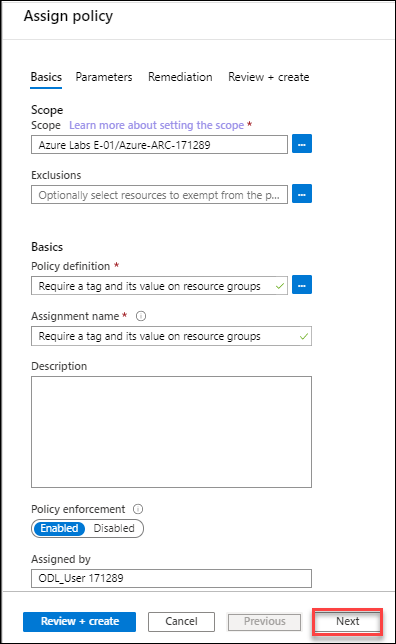 Assign policy
Basics Parameters Remediation Review + create
Scope
Scope Learn more about setting the scope *
Azure Labs E-01/Azure-ARC-171289 ...
Exclusions
Optionally select resources to exempt from the p... ...
Basics
Policy definition *
Require a tag and its value on resource groups ...
Assignment name *
Require a tag and its value on resource groups
Description
Policy enforcement
Enabled Disabled
Assigned by
ODL_User 171289
Review + create Cancel Previous Next